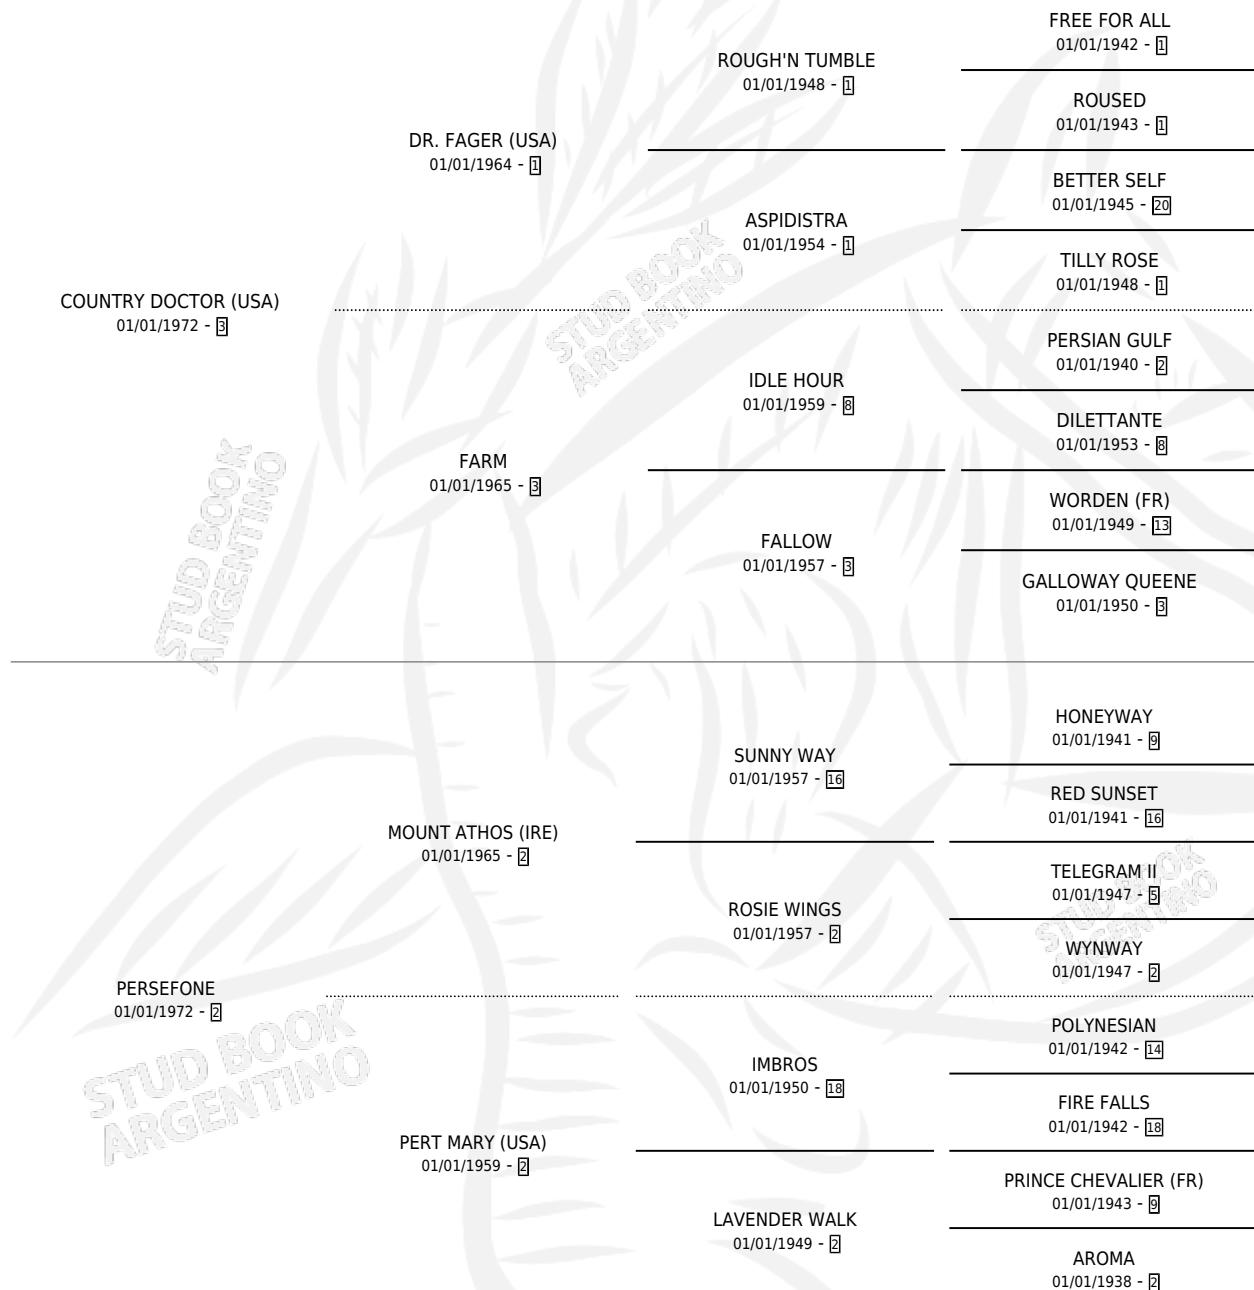 FREE FOR ALL
01/01/1942 - 1
ROUGH'N TUMBLE
01/01/1948 - 1
ROUSED
01/01/1943 - 1
DR. FAGER (USA)
01/01/1964 - 1
BETTER SELF
01/01/1945 - 20
ASPIDISTRA
01/01/1954 - 1
TILLY ROSE
01/01/1948 - 1
COUNTRY DOCTOR (USA)
01/01/1972 - 3
PERSIAN GULF
01/01/1940 - 2
IDLE HOUR
01/01/1959 - 8
DILETTANTE
01/01/1953 - 8
FARM
01/01/1965 - 3
WORDEN (FR)
01/01/1949 - 13
FALLOW
01/01/1957 - 3
GALLOWAY QUEENE
01/01/1950 - 3
HONEYWAY
01/01/1941 - 9
SUNNY WAY
01/01/1957 - 16
RED SUNSET
01/01/1941 - 16
MOUNT ATHOS (IRE)
01/01/1965 - 2
TELEGRAM II
01/01/1947 - 5
ROSIE WINGS
01/01/1957 - 2
WYNWAY
01/01/1947 - 2
PERSEFONE
01/01/1972 - 2
POLYNESIAN
01/01/1942 - 14
IMBROS
01/01/1950 - 18
FIRE FALLS
01/01/1942 - 18
PERT MARY (USA)
01/01/1959 - 2
PRINCE CHEVALIER (FR)
01/01/1943 - 9
LAVENDER WALK
01/01/1949 - 2
AROMA
01/01/1938 - 2
STUD BOOK
ARGENTINO
STUD BOOK
ARGENTINO
STUD BOOK
ARGENTINO
STUD BOOK
ARGENTINO